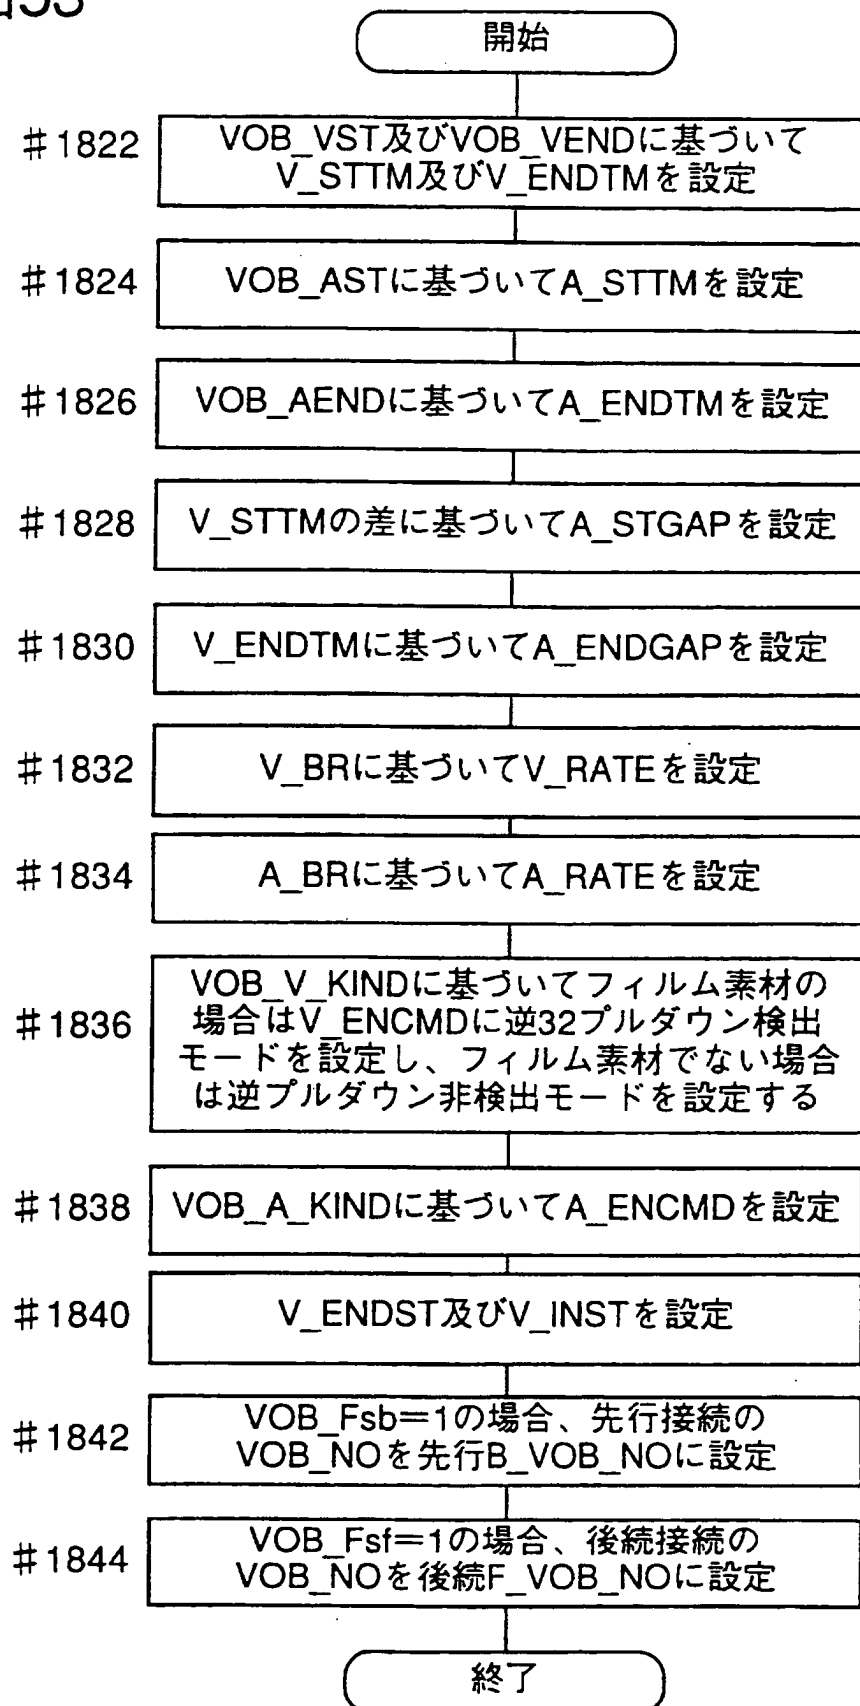 開始
#1822
VOB_VST及びVOB_VENDに基づいて
V_STTM及びV_ENDTMを設定
#1824
VOB_ASTに基づいてA_STTMを設定
#1826
VOB_AENDに基づいてA_ENDTMを設定
#1828
V_STTMの差に基づいてA_STGAPを設定
#1830
V_ENDTMに基づいてA_ENDGAPを設定
#1832
V_BRに基づいてV_RATEを設定
#1834
A_BRに基づいてA_RATEを設定
#1836
VOB_V_KINDに基づいてフィルム素材の
場合はV_ENCMDに逆32プルダウン検出
モードを設定し、フィルム素材でない場合
は逆プルダウン非検出モードを設定する
#1838
VOB_A_KINDに基づいてA_ENCMDを設定
#1840
V_ENDST及びV_INSTを設定
#1842
VOB_Fsb=1の場合、先行接続の
VOB_NOを先行B_VOB_NOに設定
#1844
VOB_Fsf=1の場合、後続接続の
VOB_NOを後続F_VOB_NOに設定
終了